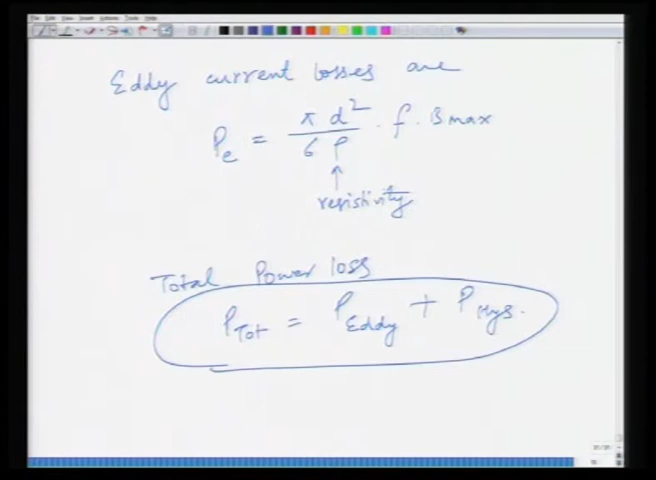 Eddy current losses are
Pe = π d² / 6 ρ . f . Bmax
↑
resistivity
Total Power loss
PTot = PEddy + PHys.